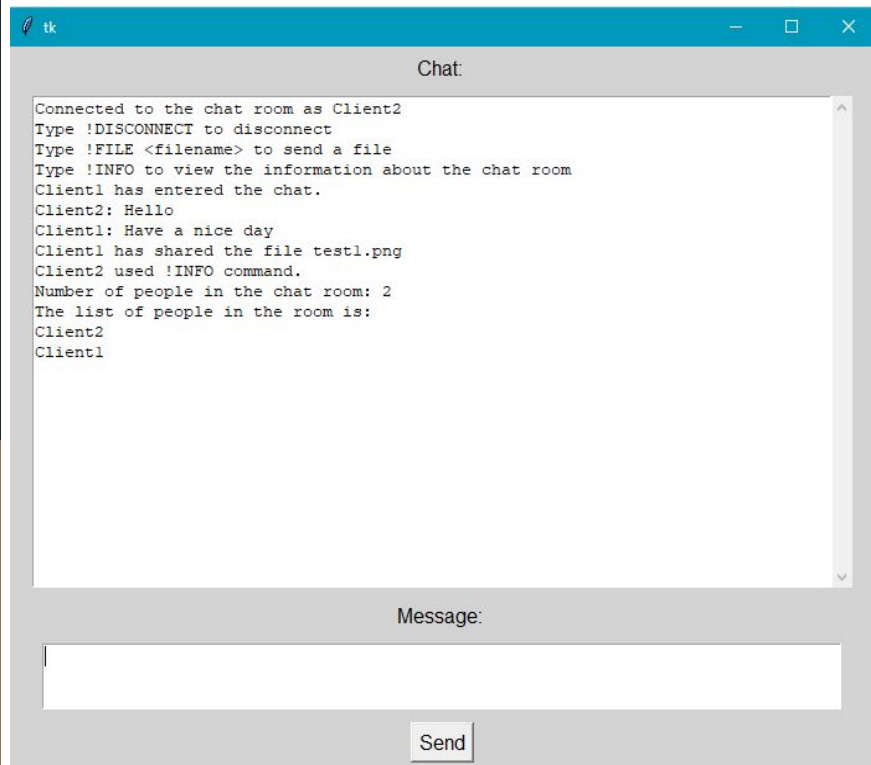 tk
Chat:
Connected to the chat room as Client2
Type !DISCONNECT to disconnect
Type !FILE <filename> to send a file
Type !INFO to view the information about the chat room
Client1 has entered the chat.
Client2: Hello
Client1: Have a nice day
Client1 has shared the file test1.png
Client2 used !INFO command.
Number of people in the chat room: 2
The list of people in the room is:
Client2
Client1
Message:
Send